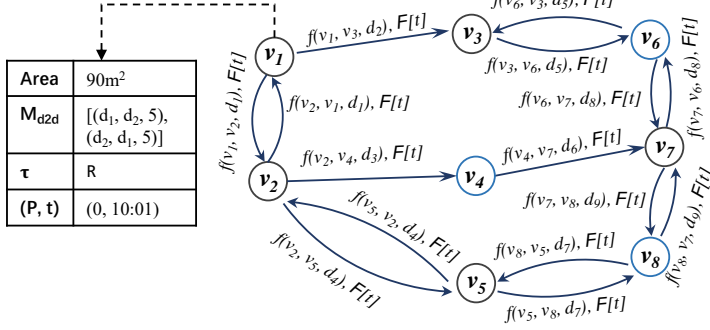 f(v6, v3, d5), F[t]
v1
f(v1, v3, d2), F[t]
v3
v6
f(v3, v6, d5), F[t]
Area 90m²
Md2d [(d1, d2, 5),
(d2, d1, 5)]
τ R
(P, t) (0, 10:01)
f(v1, v2, d1), F[t]
f(v2, v1, d1), F[t]
f(v6, v7, d8), F[t]
f(v7, v6, d8), F[t]
v2
f(v2, v4, d3), F[t]
v4
f(v4, v7, d6), F[t]
v7
f(v5, v2, d4), F[t]
f(v2, v5, d4), F[t]
f(v7, v8, d9), F[t]
f(v8, v7, d9), F[t]
f(v8, v5, d7), F[t]
v8
v5
f(v5, v8, d7), F[t]